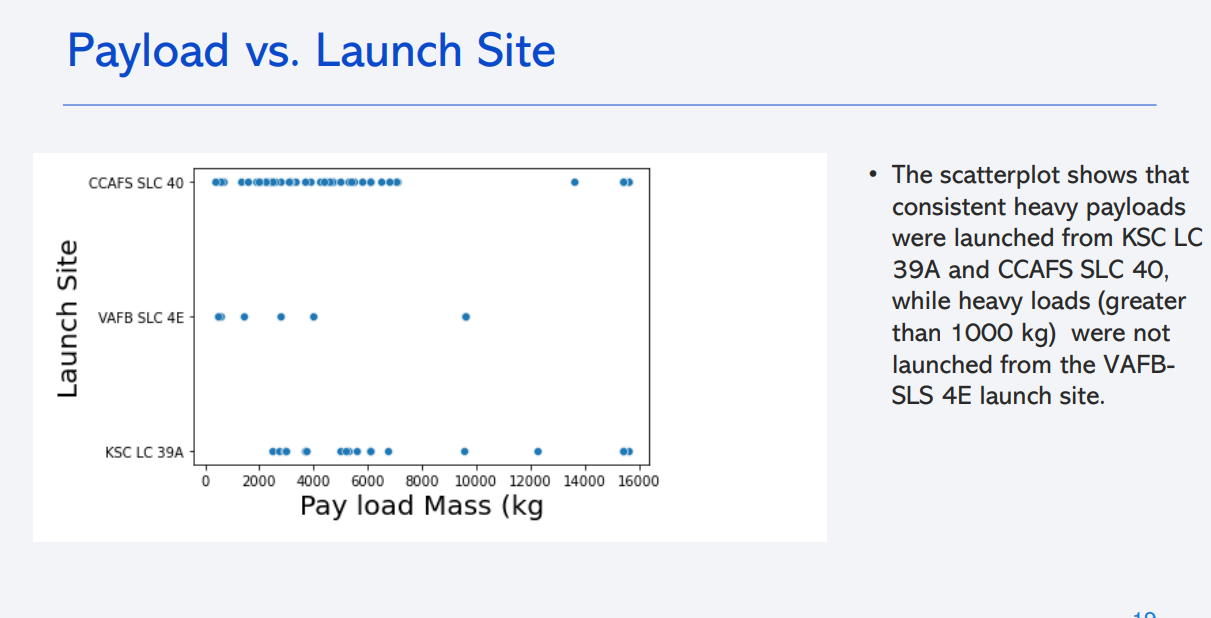 Payload vs. Launch Site
CCAFS SLC 40
VAFB SLC 4E
KSC LC 39A
Launch Site
0 2000 4000 6000 8000 10000 12000 14000 16000
Pay load Mass (kg
• The scatterplot shows that
consistent heavy payloads
were launched from KSC LC
39A and CCAFS SLC 40,
while heavy loads (greater
than 1000 kg)  were not
launched from the VAFB-
SLS 4E launch site.